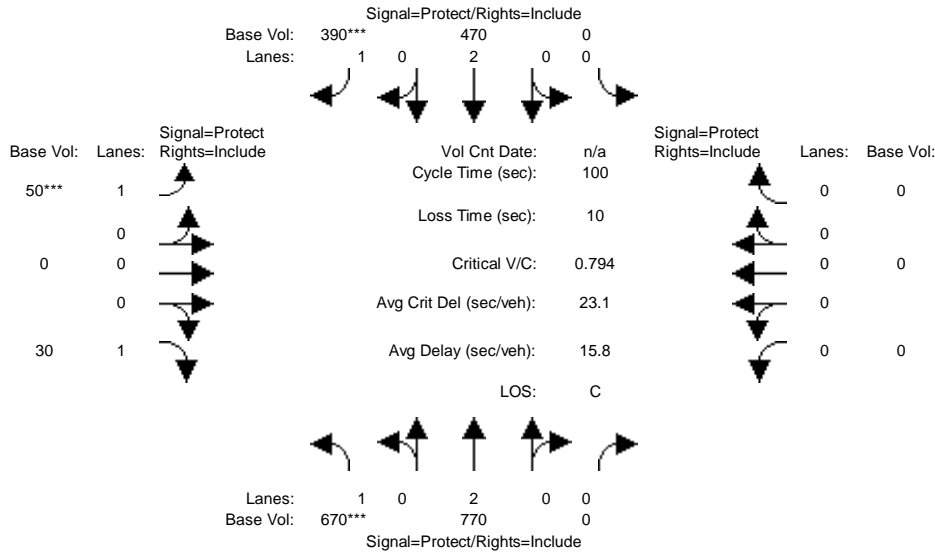 Signal=Protect/Rights=Include
Base Vol: 390*** 470 0
Lanes: 1 0 2 0 0
Signal=Protect
Base Vol: Lanes: Rights=Include
Vol Cnt Date: n/a
Signal=Protect
Rights=Include Lanes: Base Vol:
Cycle Time (sec): 100
50*** 1
0 0
Loss Time (sec): 10
0
0
0 0
Critical V/C: 0.794
0 0
0
Avg Crit Del (sec/veh): 23.1
0
30 1
Avg Delay (sec/veh): 15.8
0 0
LOS: C
Lanes: 1 0 2 0 0
Base Vol: 670*** 770 0
Signal=Protect/Rights=Include